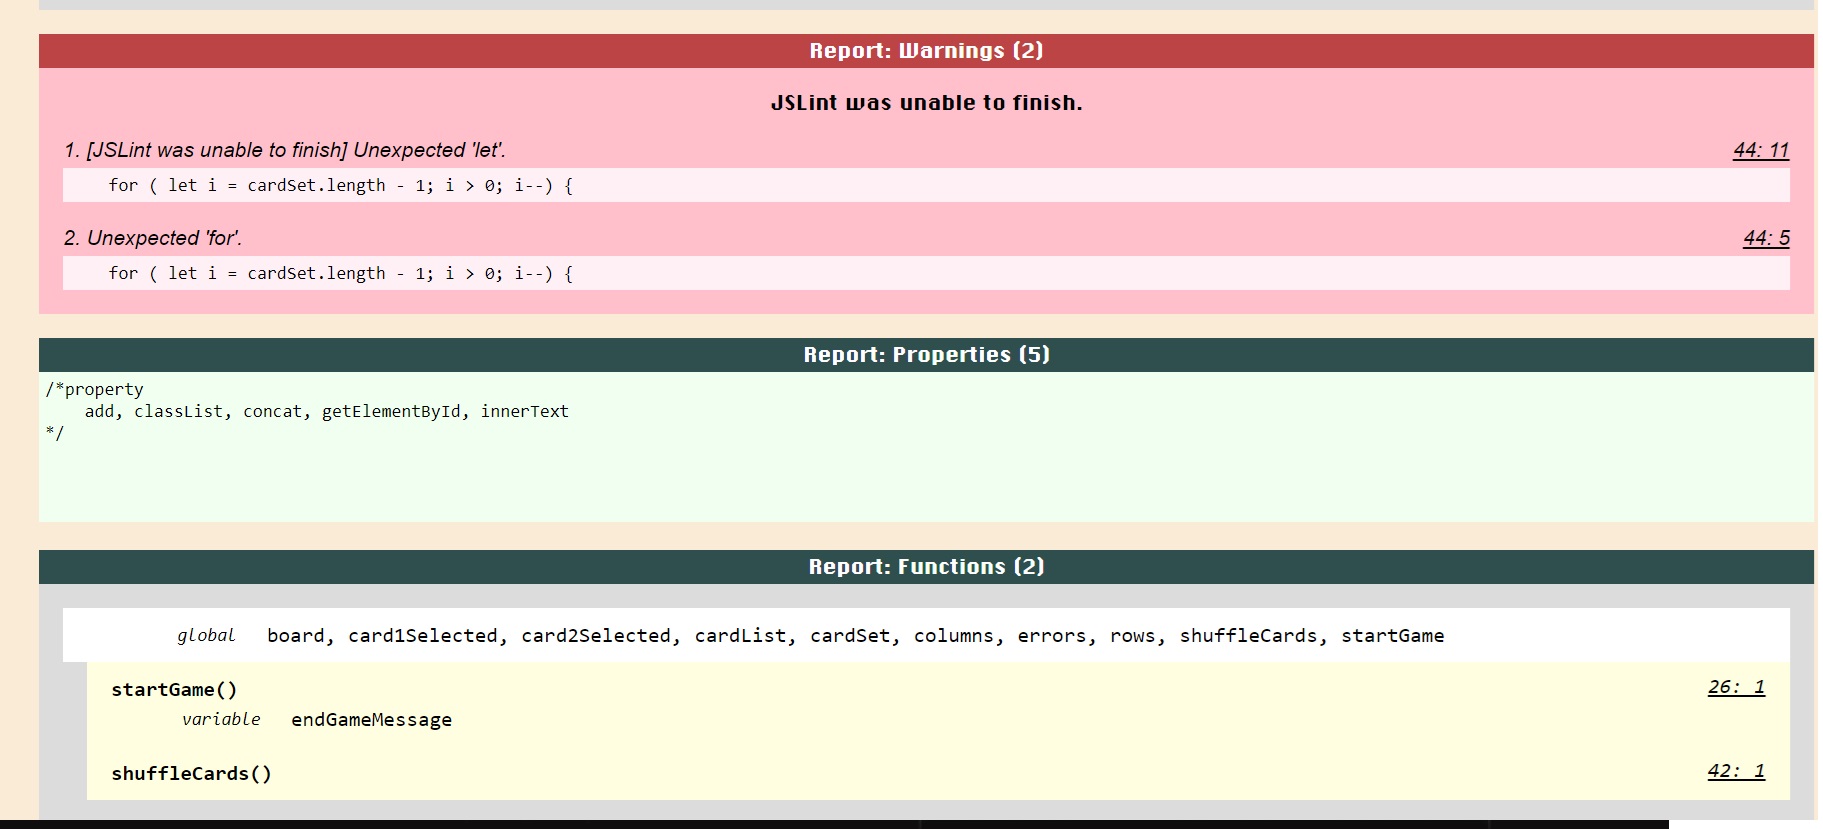 Report: Warnings (2)
JSLint was unable to finish.
1. [JSLint was unable to finish] Unexpected 'let'. 44: 11
for ( let i = cardSet.length - 1; i > 0; i--) {
2. Unexpected 'for'. 44: 5
for ( let i = cardSet.length - 1; i > 0; i--) {
Report: Properties (5)
/*property
add, classList, concat, getElementById, innerText
*/
Report: Functions (2)
global board, card1Selected, card2Selected, cardList, cardSet, columns, errors, rows, shuffleCards, startGame
startGame() 26: 1
variable endGameMessage
shuffleCards() 42: 1